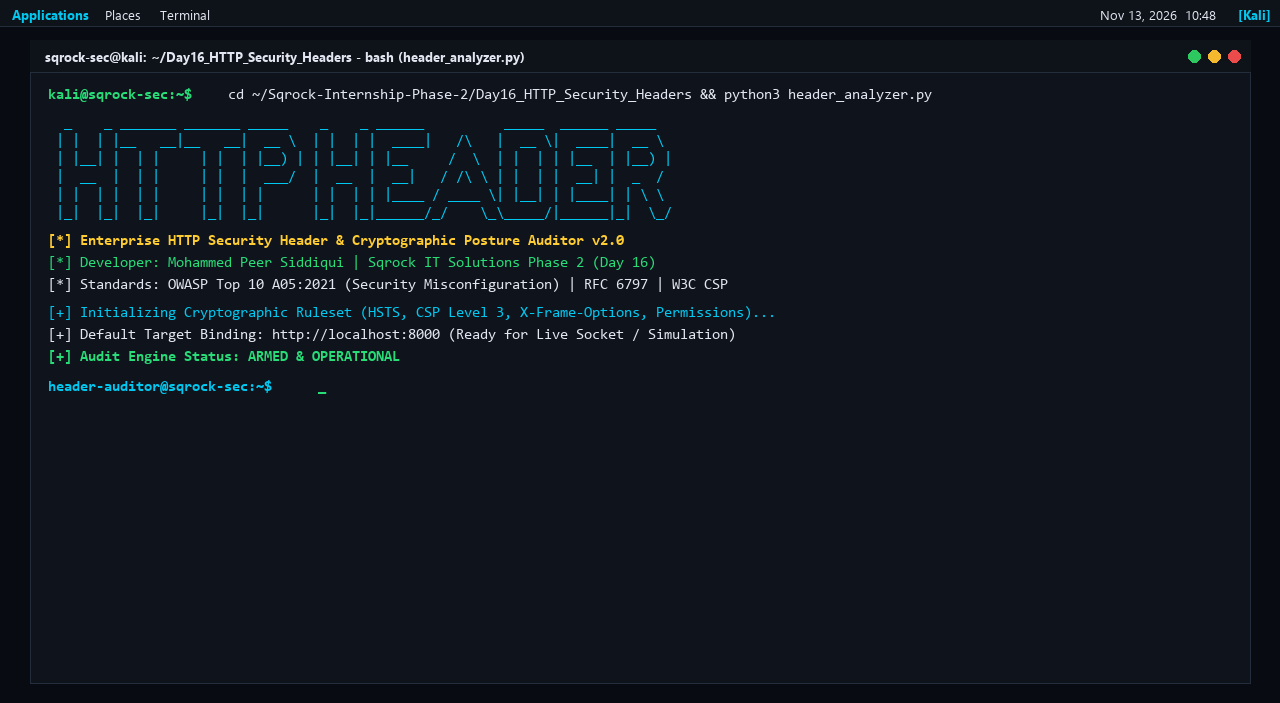 Applications Places Terminal Nov 13, 2026 10:48 [Kali]
sqrock-sec@kali: ~/Day16_HTTP_Security_Headers - bash (header_analyzer.py)
kali@sqrock-sec:~$ cd ~/Sqrock-Internship-Phase-2/Day16_HTTP_Security_Headers && python3 header_analyzer.py
HTTP HEADER
[*] Enterprise HTTP Security Header & Cryptographic Posture Auditor v2.0
[*] Developer: Mohammed Peer Siddiqui | Sqrock IT Solutions Phase 2 (Day 16)
[*] Standards: OWASP Top 10 A05:2021 (Security Misconfiguration) | RFC 6797 | W3C CSP
[+] Initializing Cryptographic Ruleset (HSTS, CSP Level 3, X-Frame-Options, Permissions)...
[+] Default Target Binding: http://localhost:8000 (Ready for Live Socket / Simulation)
[+] Audit Engine Status: ARMED & OPERATIONAL
header-auditor@sqrock-sec:~$ _